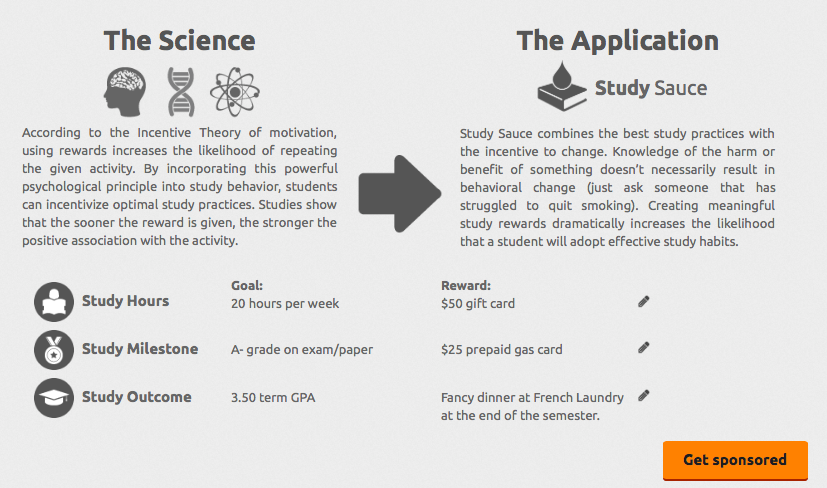 The Science
According to the Incentive Theory of motivation,
using rewards increases the likelihood of repeating
the given activity. By incorporating this powerful
psychological principle into study behavior, students
can incentivize optimal study practices. Studies show
that the sooner the reward is given, the stronger the
positive association with the activity.
The Application
Study Sauce
Study Sauce combines the best study practices with
the incentive to change. Knowledge of the harm or
benefit of something doesn't necessarily result in
behavioral change (just ask someone that has
struggled to quit smoking). Creating meaningful
study rewards dramatically increases the likelihood
that a student will adopt effective study habits.
Goal: Reward:
Study Hours 20 hours per week $50 gift card
Study Milestone A- grade on exam/paper $25 prepaid gas card
Study Outcome 3.50 term GPA Fancy dinner at French Laundry
at the end of the semester.
Get sponsored